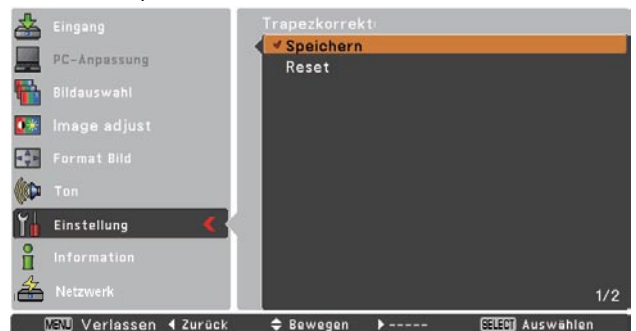 Eingang
PC-Anpassung
Bildauswahl
Image adjust
Format Bild
Ton
Einstellung
Information
Netzwerk
Trapezkorrekt
Speichern
Reset
1/2
MENU Verlassen Zurück Bewegen ----- SELECT Auswählen